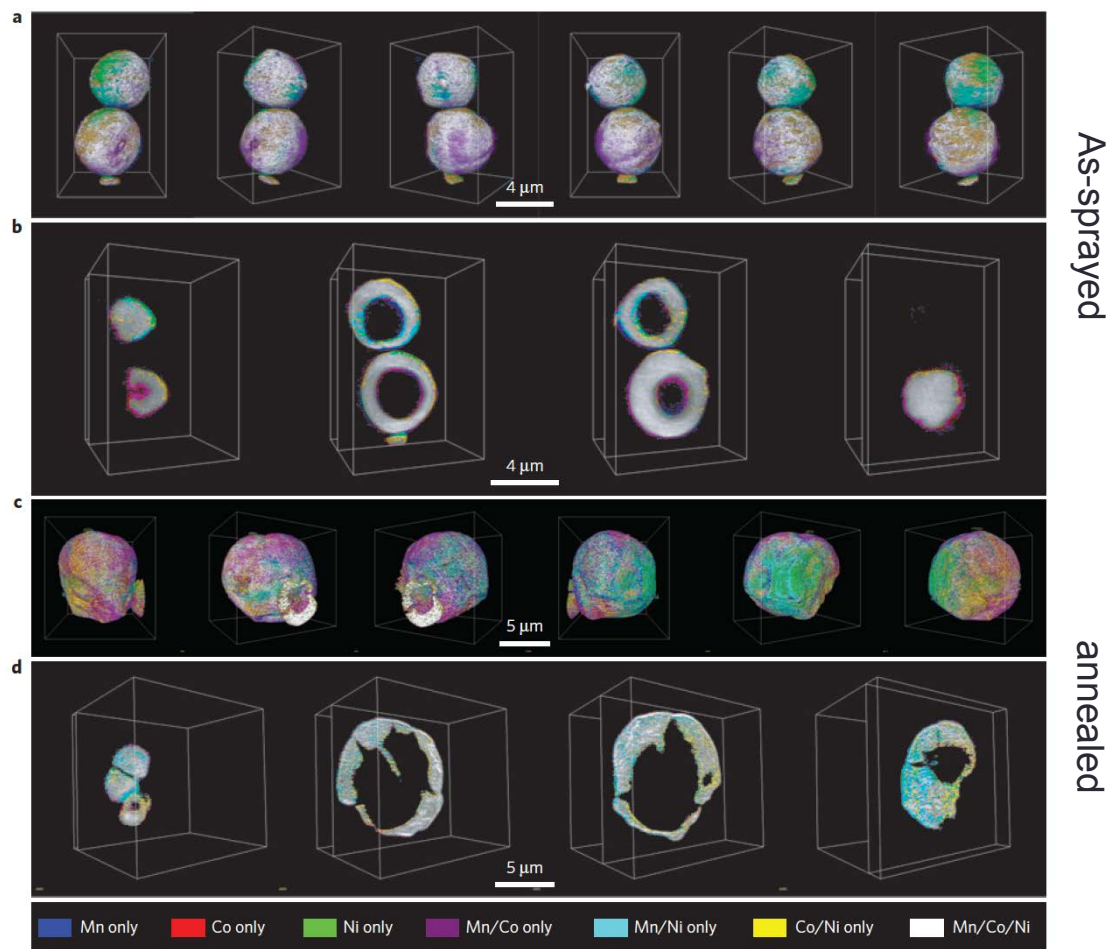 a
4 μm
As-sprayed
b
4 μm
c
5 μm
annealed
d
5 μm
Mn only Co only Ni only Mn/Co only Mn/Ni only Co/Ni only Mn/Co/Ni